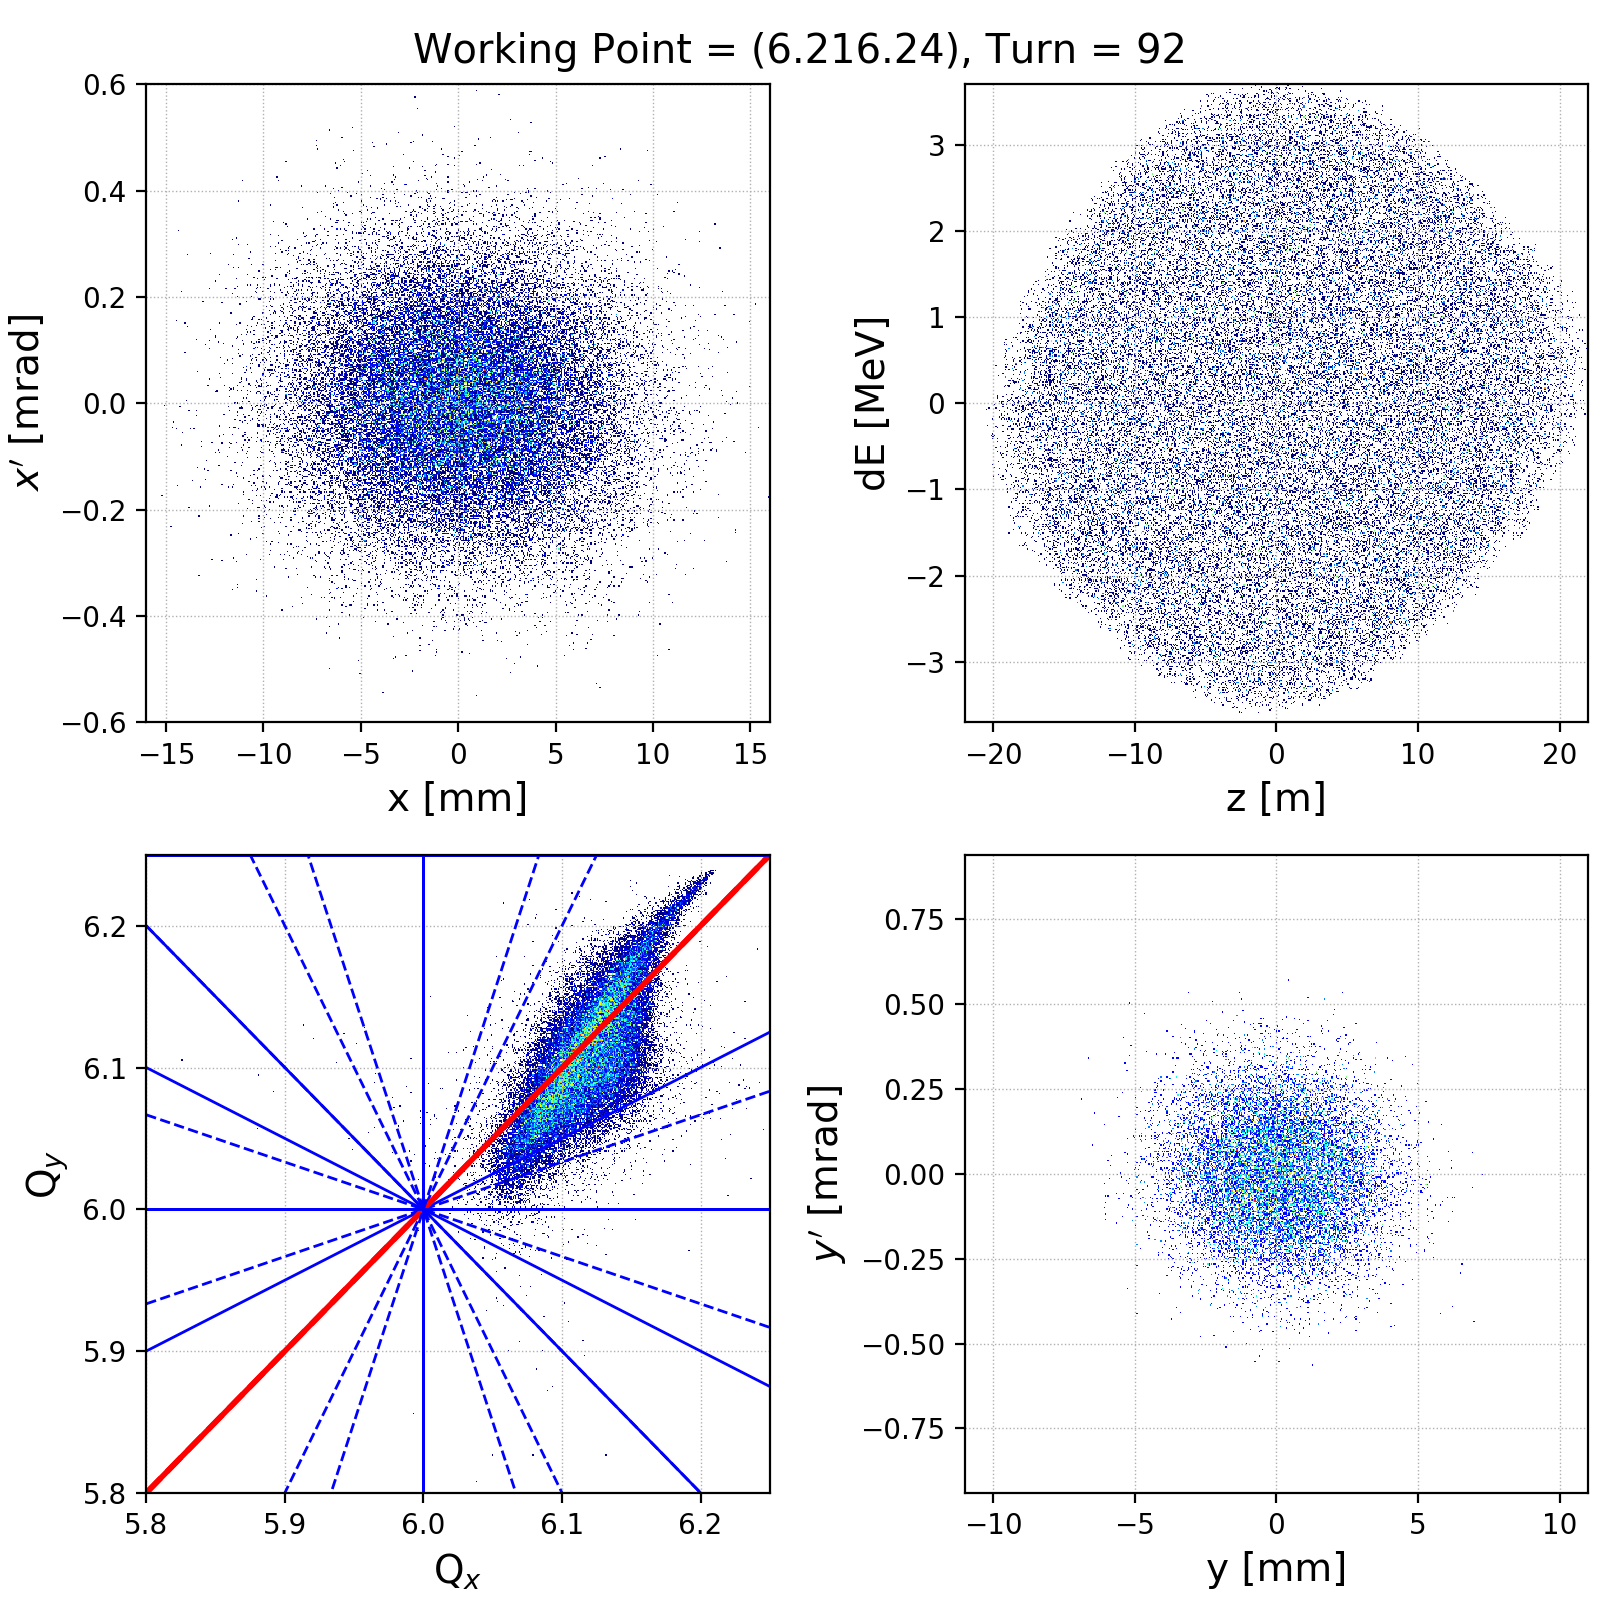 Working Point = (6.216.24), Turn = 92
0.6
0.4
0.2
0.0
−0.2
−0.4
−0.6
x′ [mrad]
−15 −10 −5 0 5 10 15
x [mm]
3
2
1
0
−1
−2
−3
dE [MeV]
−20 −10 0 10 20
z [m]
6.2
6.1
6.0
5.9
5.8
Qy
5.8 5.9 6.0 6.1 6.2
Qx
0.75
0.50
0.25
0.00
−0.25
−0.50
−0.75
y′ [mrad]
−10 −5 0 5 10
y [mm]